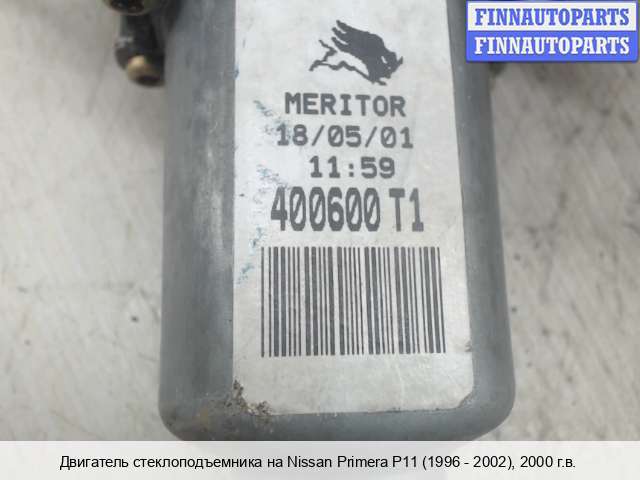 FINNAUTOPARTS
FINNAUTOPARTS
MERITOR
18/05/01
11:59
400600 T1
Двигатель стеклоподъемника на Nissan Primera P11 (1996 - 2002), 2000 г.в.